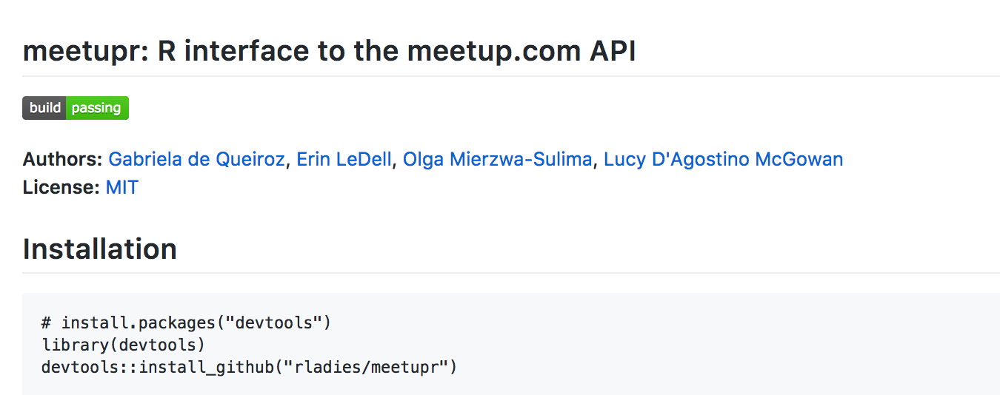 meetupr: R interface to the meetup.com API
build passing
Authors: Gabriela de Queiroz, Erin LeDell, Olga Mierzwa-Sulima, Lucy D'Agostino McGowan
License: MIT
Installation
# install.packages("devtools")
library(devtools)
devtools::install_github("rladies/meetupr")